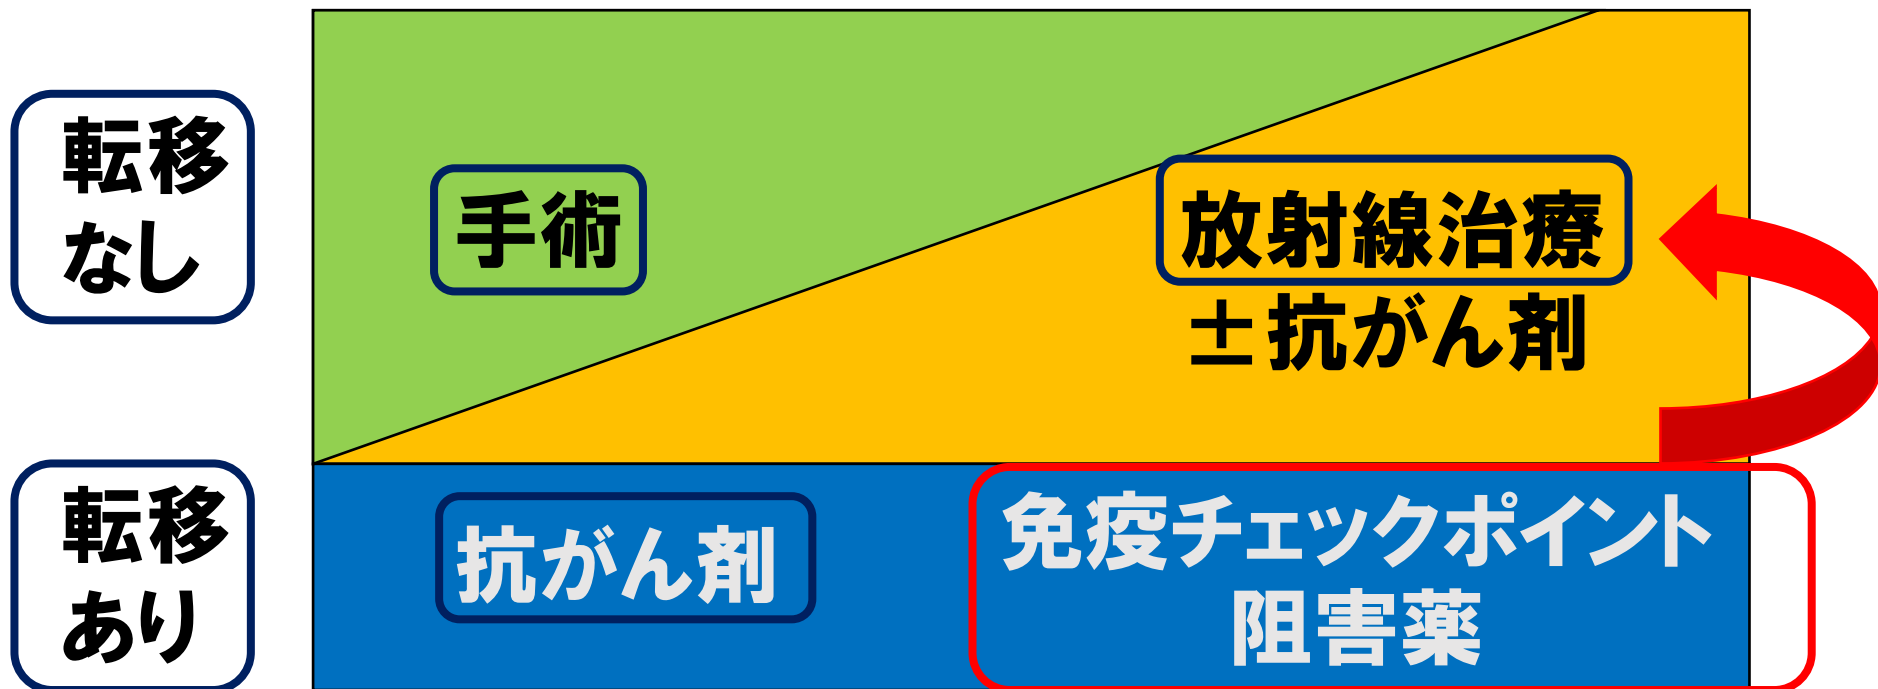 転移
なし
手術
放射線治療
±抗がん剤
転移
あり
抗がん剤
免疫チェックポイント
阻害薬